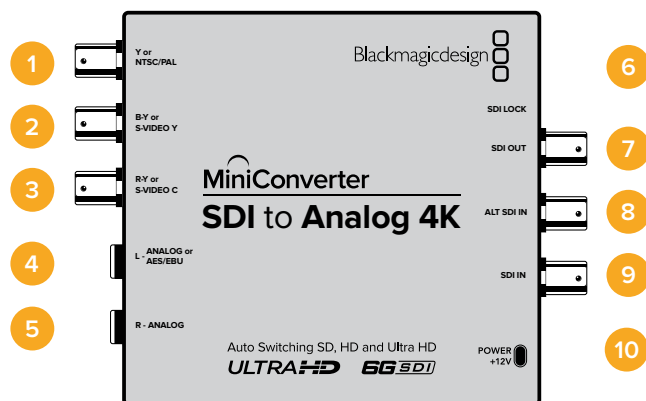 1
Y or
NTSC/PAL
2
B-Y or
S-VIDEO Y
3
R-Y or
S-VIDEO C
4
L - ANALOG or
AES/EBU
5
R - ANALOG
Blackmagicdesign
MiniConverter
SDI to Analog 4K
Auto Switching SD, HD and Ultra HD
ULTRA HD 6G SDI
6
SDI LOCK
SDI OUT
7
ALT SDI IN
8
SDI IN
9
POWER
+12V
10